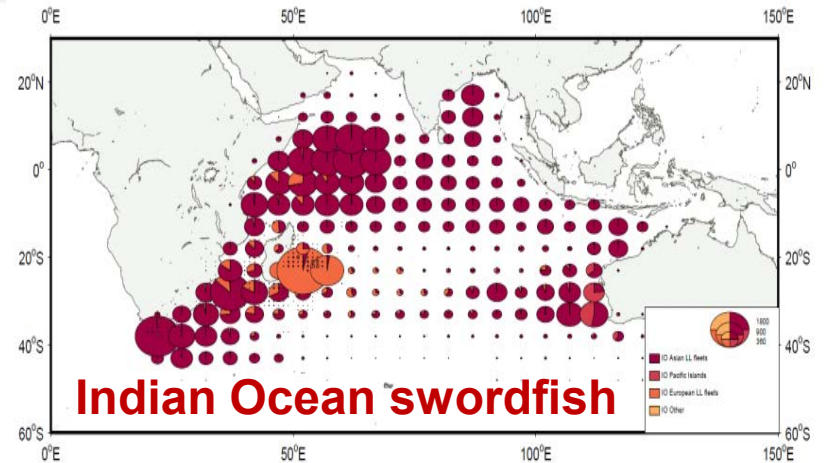 0°E 50°E 100°E 150°E
20°N 20°N
0° 0°
20°S 20°S
1800
900
360
IO Asian LL fleets
IO Pacific Islands
40°S 40°S
IO European LL fleets
IO Other
Indian Ocean swordfish
60°S 60°S
0°E 50°E 100°E 150°E